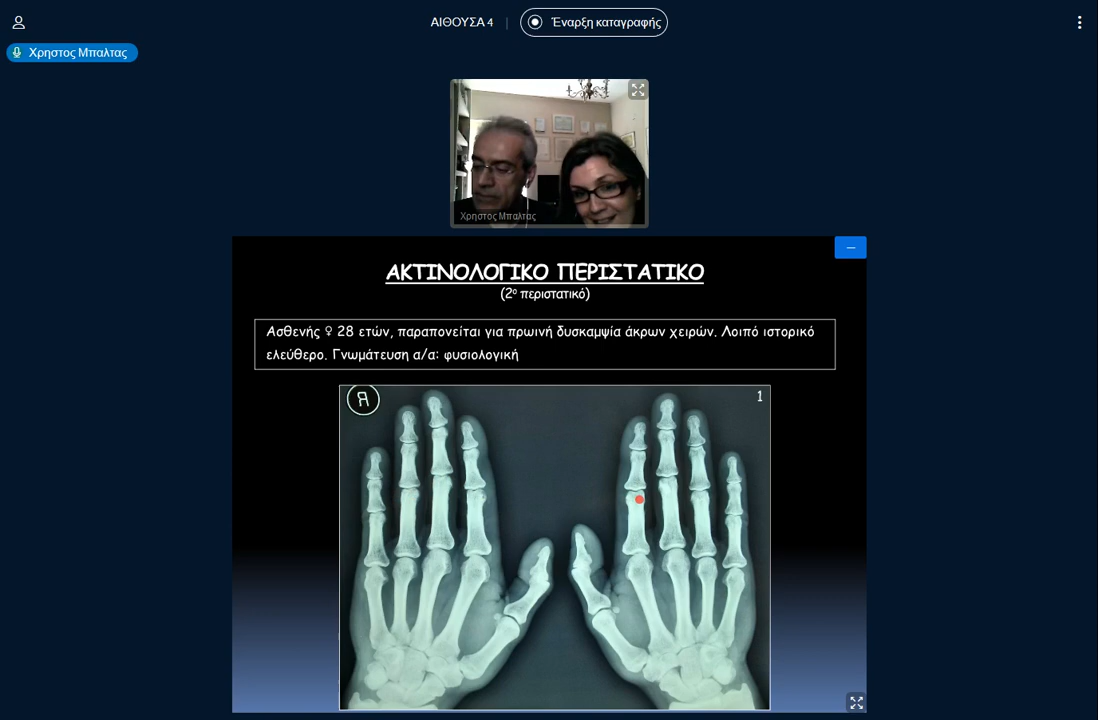 ΑΙΘΟΥΣΑ 4
Έναρξη καταγραφής
Χρηστος Μπαλτας
Χρηστος Μπαλτας
ΑΚΤΙΝΟΛΟΓΙΚΟ ΠΕΡΙΣΤΑΤΙΚΟ
(2ο περιστατικό)
Ασθενής ♀ 28 ετών, παραπονείται για πρωινή δυσκαμψία άκρων χειρών. Λοιπό ιστορικό
ελεύθερο. Γνωμάτευση α/α: φυσιολογική
R
1